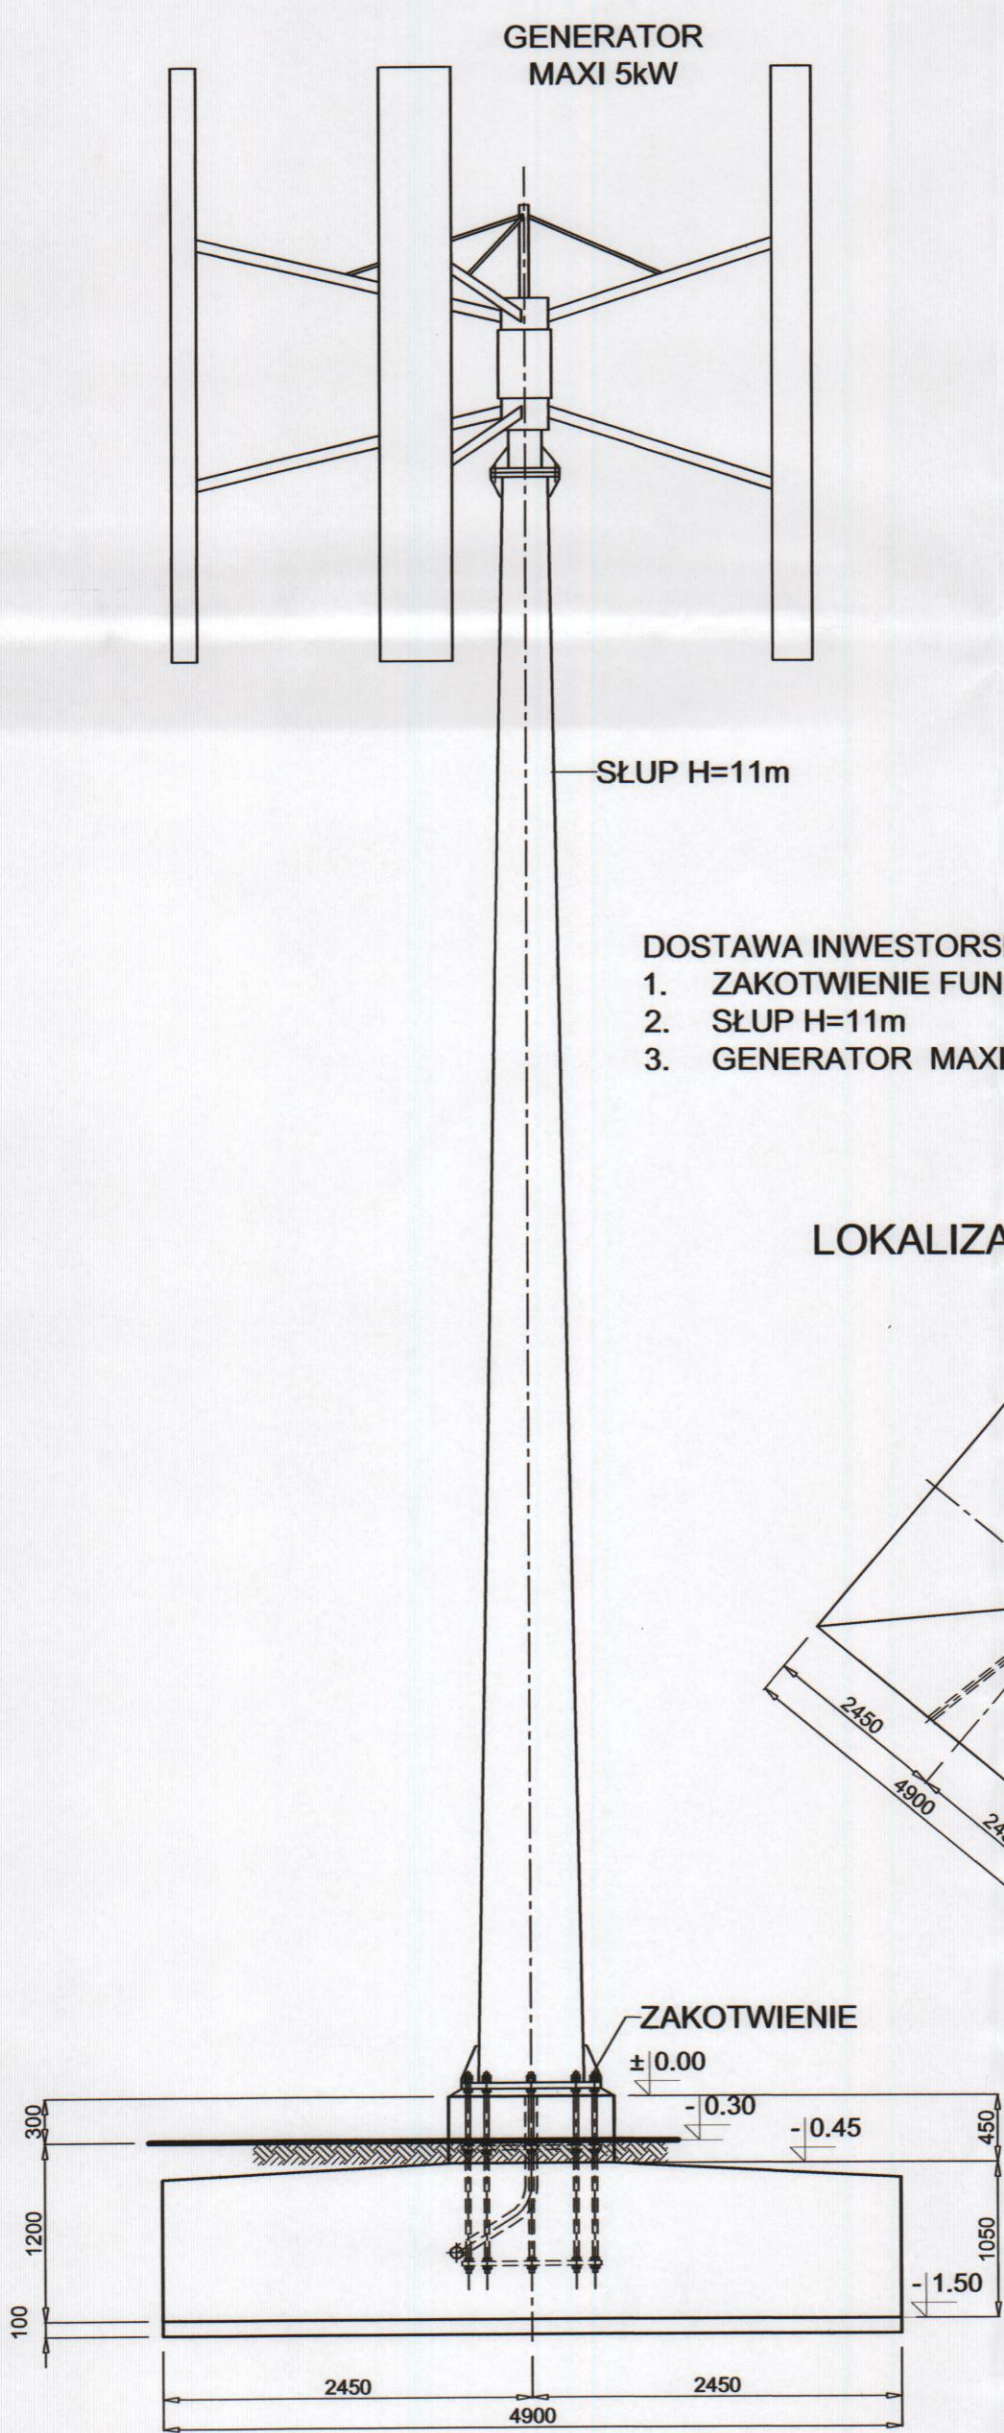 GENERATOR
MAXI 5kW
SŁUP H=11m
DOSTAWA INWESTORS
1. ZAKOTWIENIE FUN
2. SŁUP H=11m
3. GENERATOR MAXI
LOKALIZA
2450
4900
24
ZAKOTWIENIE
±0.00
-0.30
-0.45
-1.50
300
1200
100
450
1050
2450
2450
4900